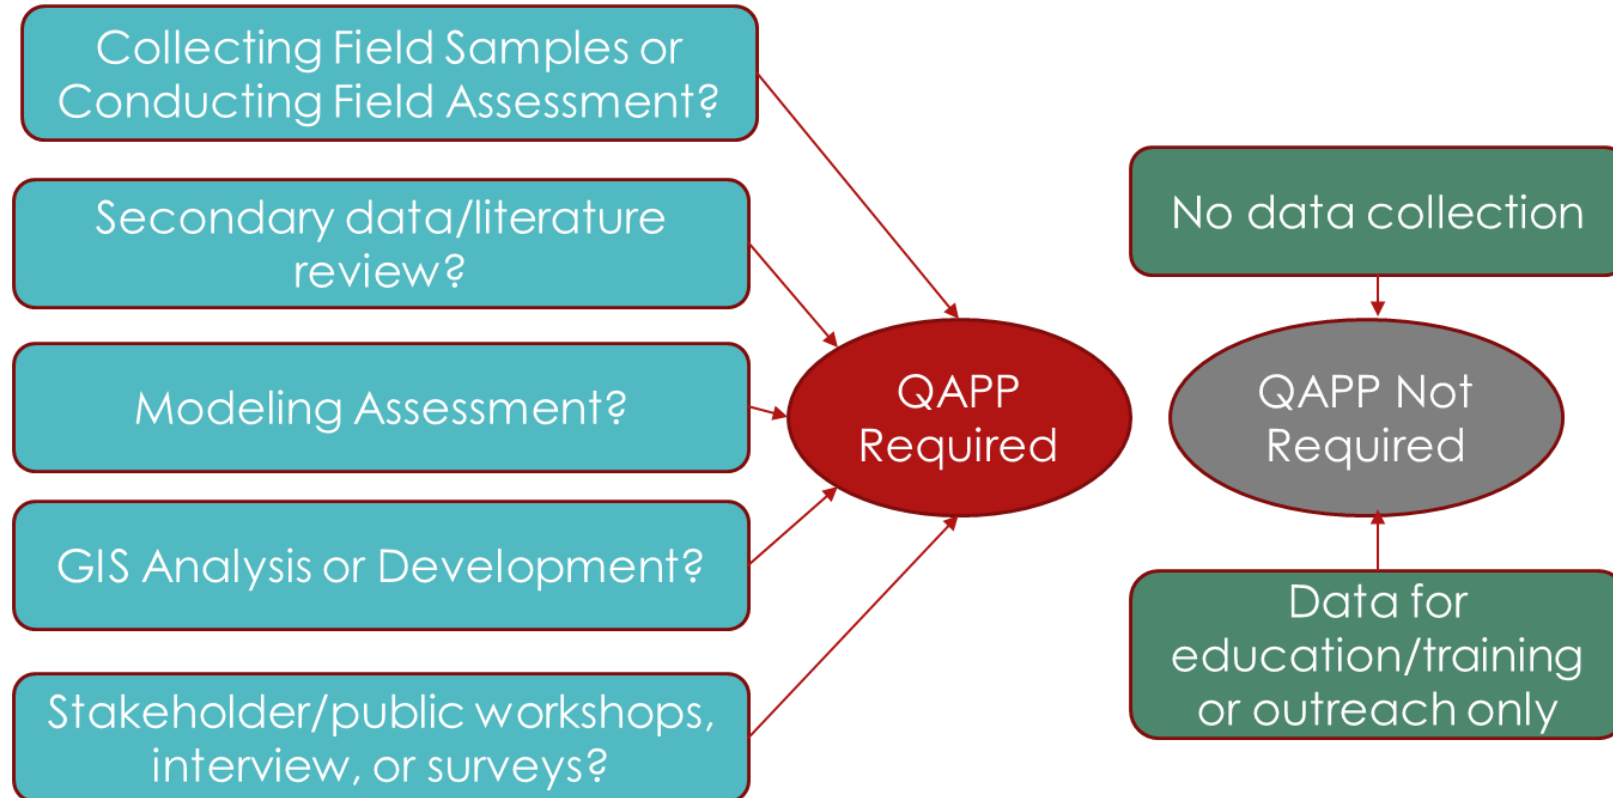 Collecting Field Samples or
Conducting Field Assessment?
Secondary data/literature
review?
Modeling Assessment?
GIS Analysis or Development?
Stakeholder/public workshops,
interview, or surveys?
QAPP
Required
No data collection
QAPP Not
Required
Data for
education/training
or outreach only